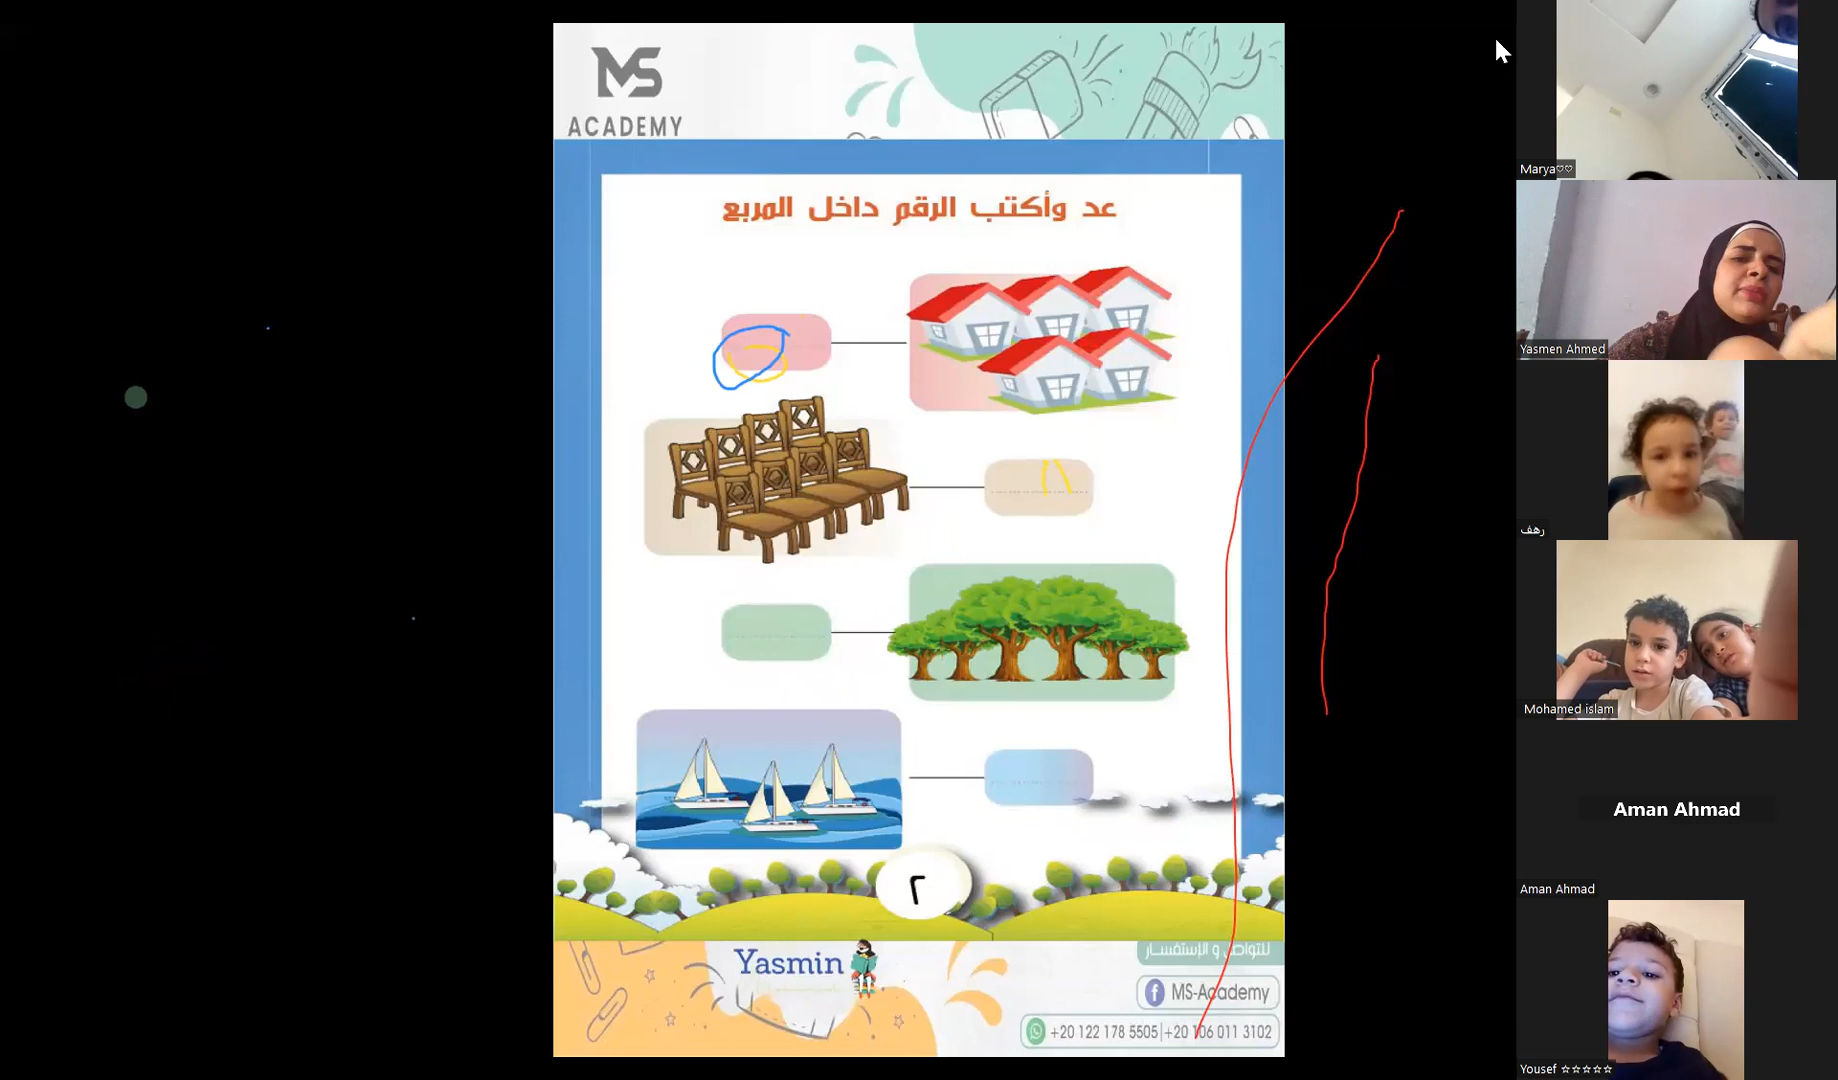 MS
ACADEMY
عد وأكتب الرقم داخل المربع
٨
٢
Yasmin
للتواصل و الإستفسار
MS-Academy
+20 122 178 5505|+20 106 011 3102
Marya♡♡
Yasmen Ahmed
رهف
Mohamed islam
Aman Ahmad
Aman Ahmad
Yousef ☆☆☆☆☆